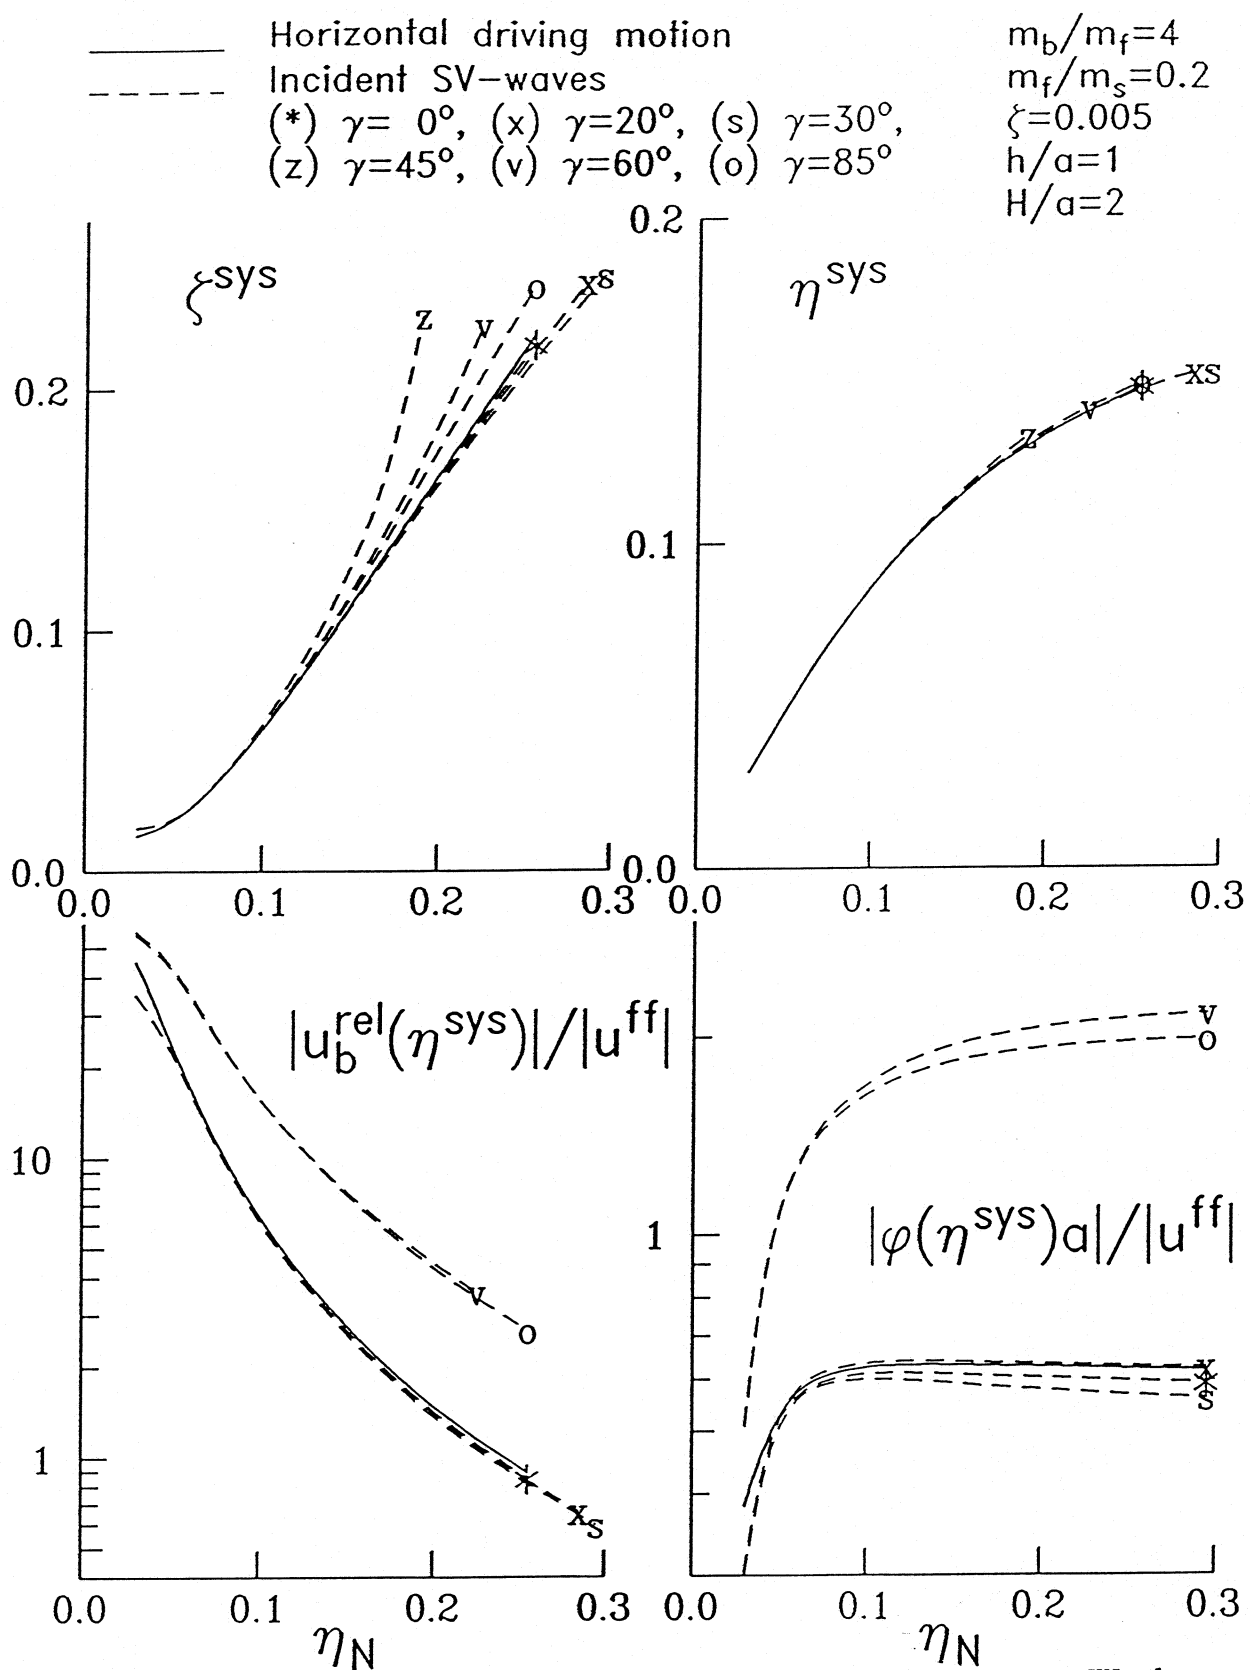 Horizontal driving motion
Incident SV-waves
(*) γ= 0°, (x) γ=20°, (s) γ=30°,
(z) γ=45°, (v) γ=60°, (o) γ=85°
m_b/m_f=4
m_f/m_s=0.2
ζ=0.005
h/a=1
H/a=2
ζ^sys
z
v
o
xs
*
0.2
0.1
0.0
0.0 0.1 0.2 0.3
η^sys
0.2
0.1
0.0
z
v
o
*
xs
0.0 0.1 0.2 0.3
|u_b^rel(η^sys)|/|u^ff|
10
1
v
o
*
x
s
0.0 0.1 0.2 0.3
η_N
|φ(η^sys)a|/|u^ff|
1
v
o
x
*
s
0.0 0.1 0.2 0.3
η_N